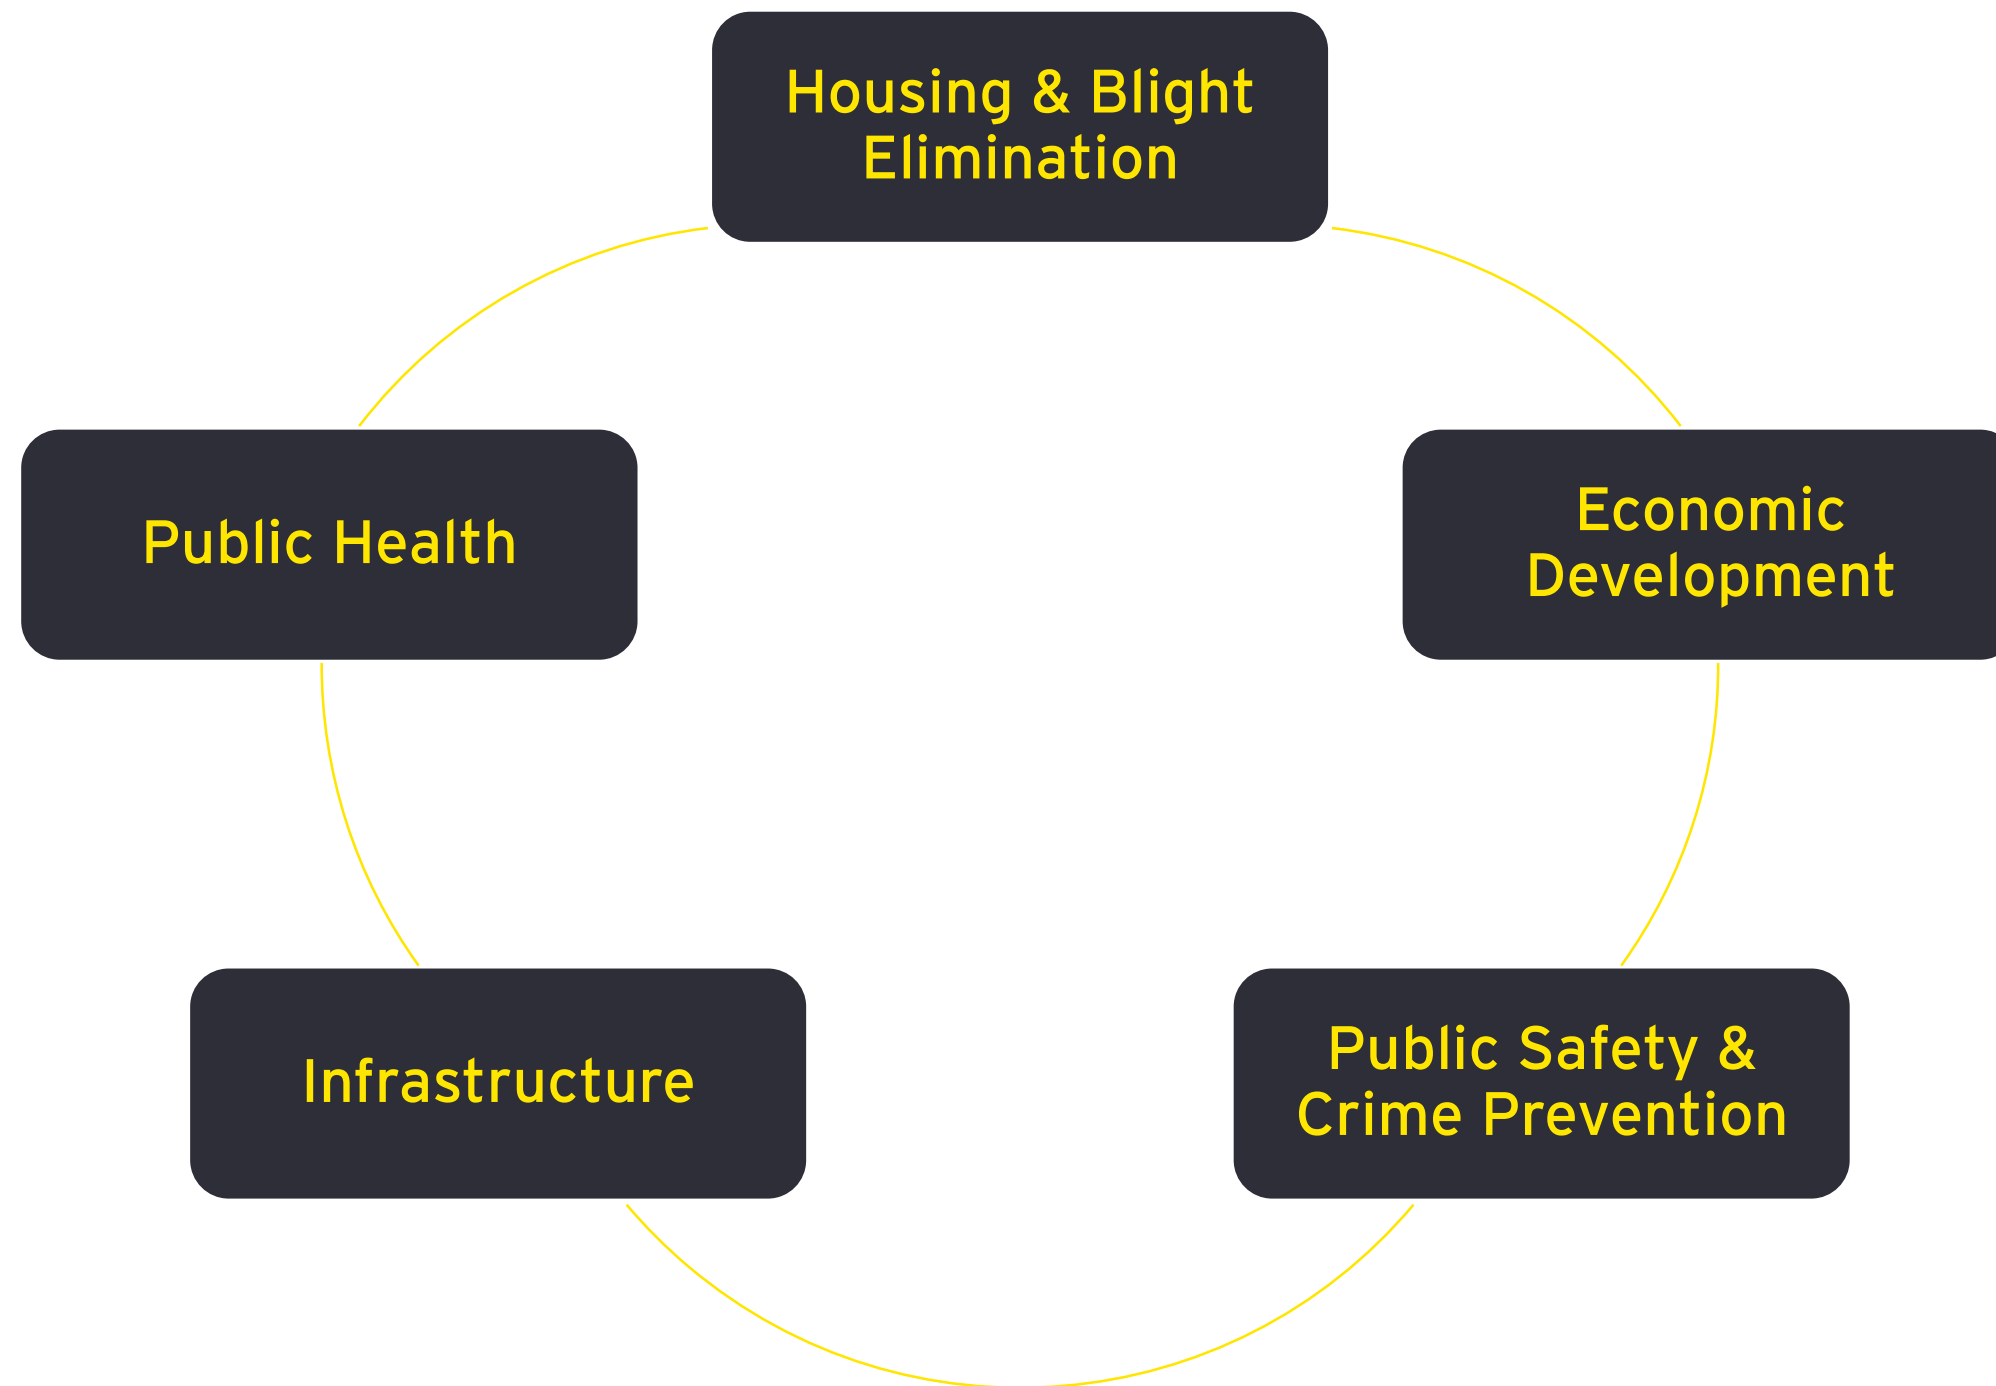 Housing & Blight
Elimination
Public Health
Economic
Development
Infrastructure
Public Safety &
Crime Prevention